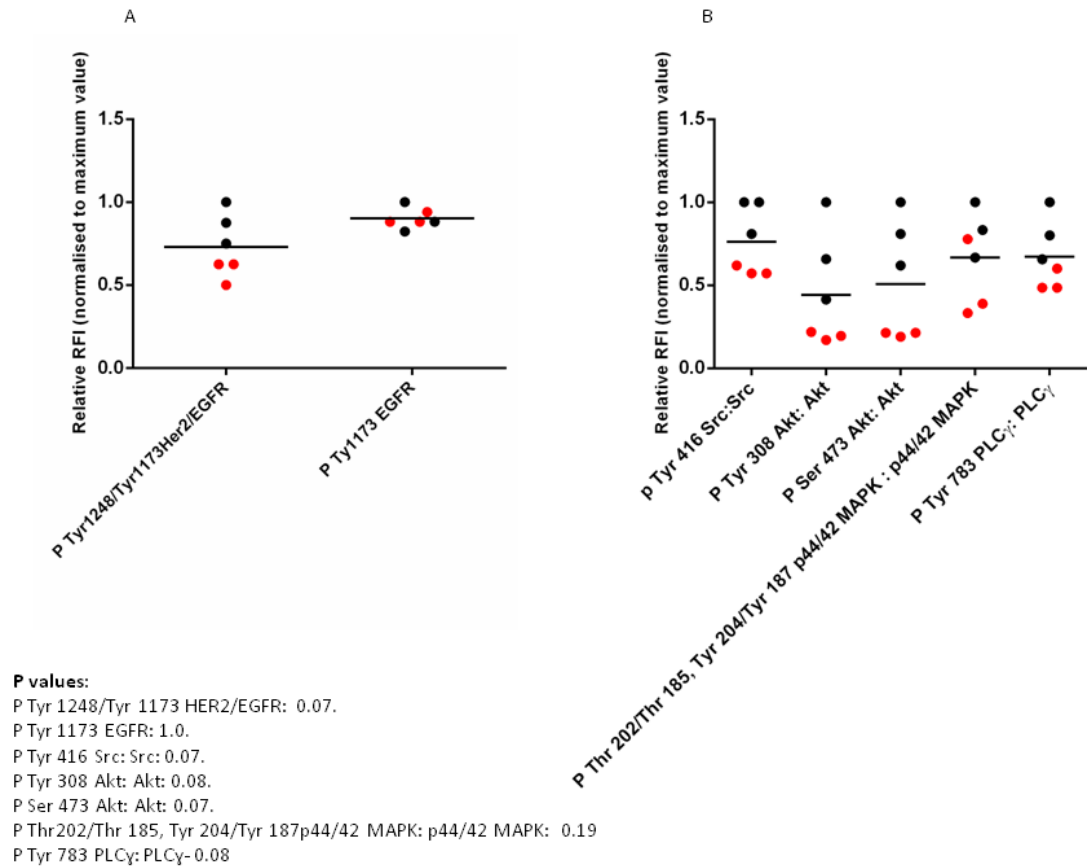 A
B
Relative RFI (normalised to maximum value)
1.5
1.0
0.5
0.0
P Tyr1248/Tyr1173Her2/EGFR
P Ty1173 EGFR
Relative RFI (normalised to maximum value)
1.5
1.0
0.5
0.0
p Tyr 416 Src:Src
P Tyr 308 Akt: Akt
P Ser 473 Akt: Akt
P Thr 202/Thr 185, Tyr 204/Tyr 187 p44/42 MAPK : p44/42 MAPK
P Tyr 783 PLCγ: PLCγ
P values:
P Tyr 1248/Tyr 1173 HER2/EGFR: 0.07.
P Tyr 1173 EGFR: 1.0.
P Tyr 416 Src: Src: 0.07.
P Tyr 308 Akt: Akt: 0.08.
P Ser 473 Akt: Akt: 0.07.
P Thr202/Thr 185, Tyr 204/Tyr 187p44/42 MAPK: p44/42 MAPK: 0.19
P Tyr 783 PLCɣ: PLCɣ- 0.08